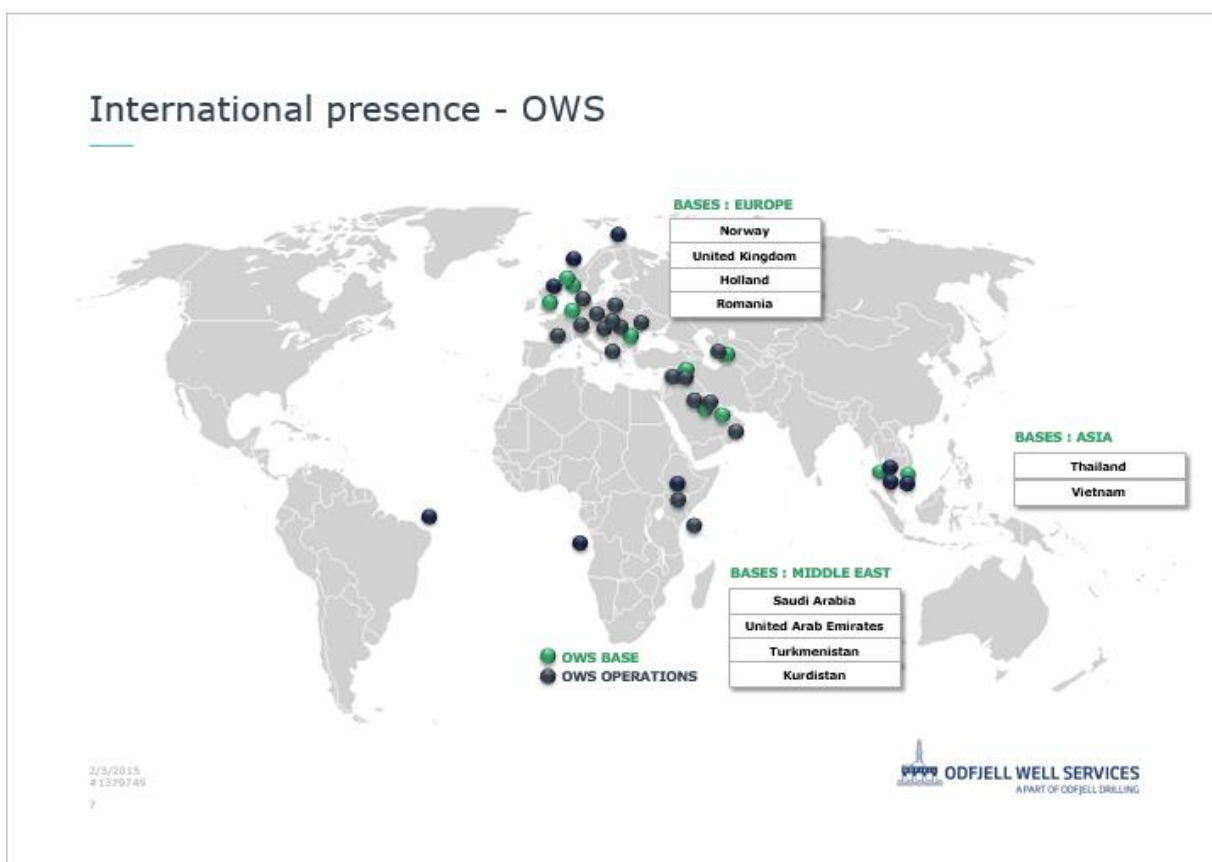 International presence - OWS
BASES : EUROPE
Norway
United Kingdom
Holland
Romania
BASES : ASIA
Thailand
Vietnam
BASES : MIDDLE EAST
Saudi Arabia
United Arab Emirates
Turkmenistan
Kurdistan
OWS BASE
OWS OPERATIONS
2/5/2015
#1379749
7
ODFJELL WELL SERVICES
A PART OF ODFJELL DRILLING